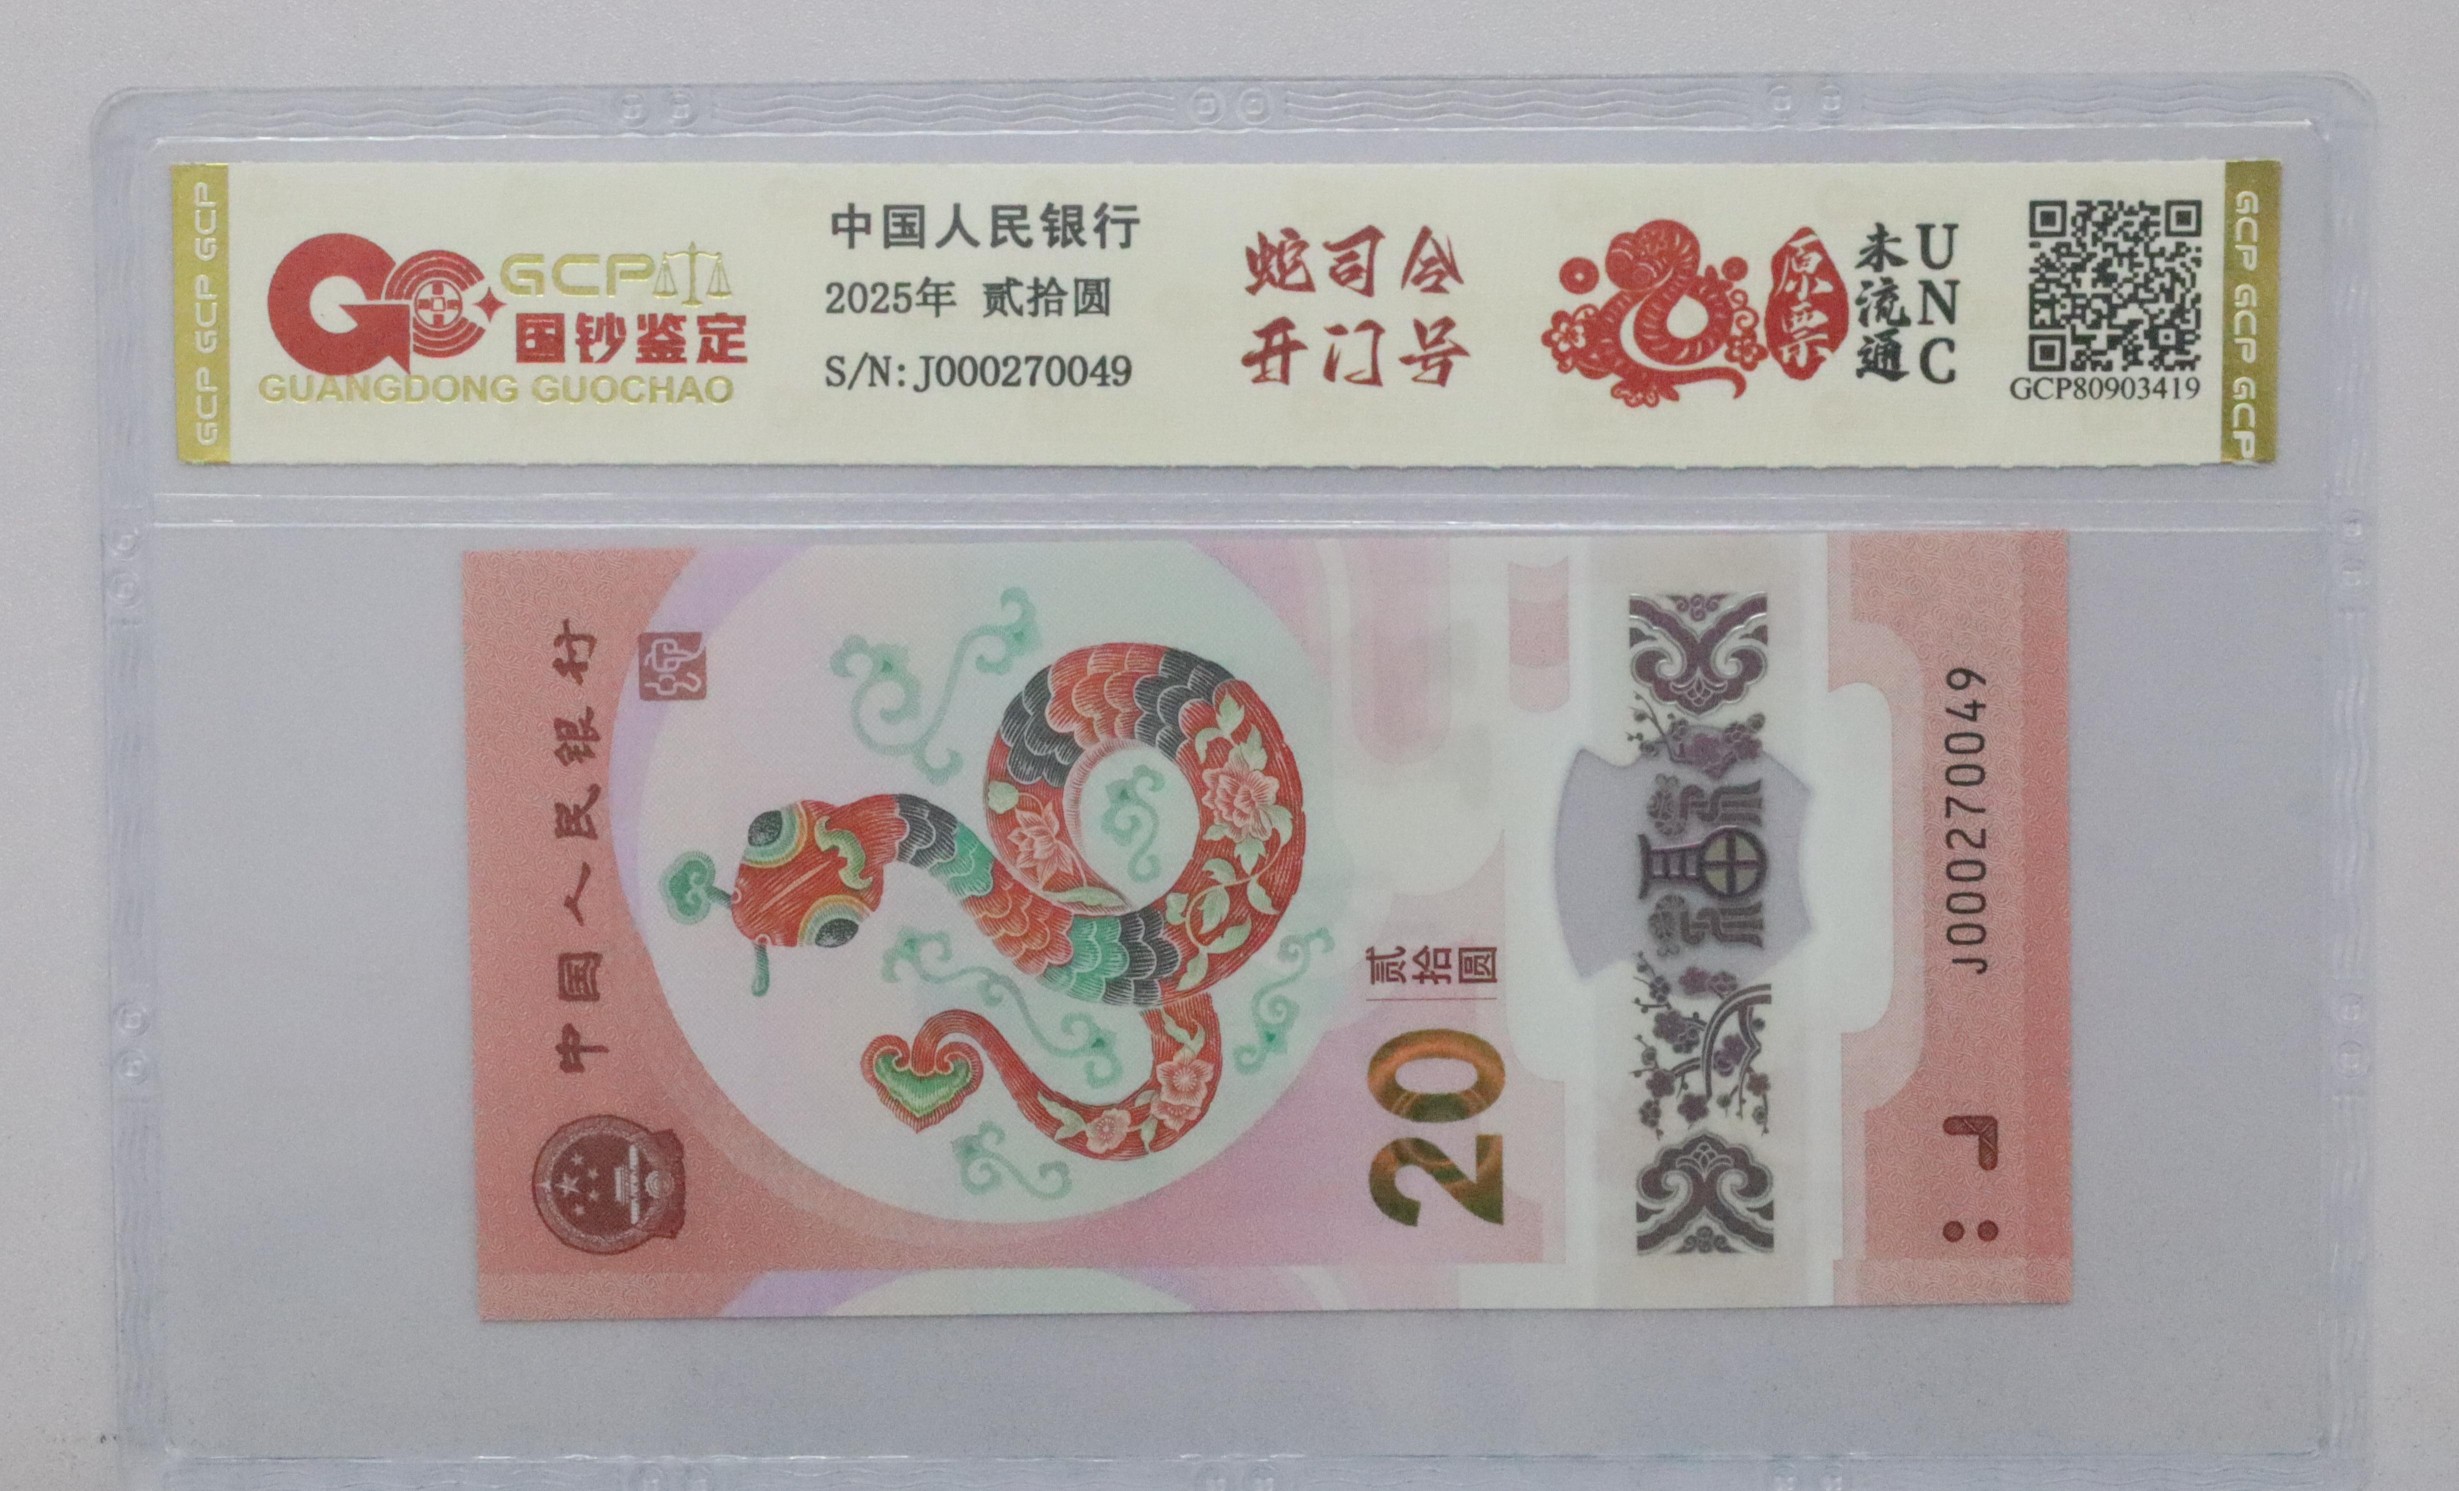 GCP GCP GCP
GCP
国钞鉴定
GUANGDONG GUOCHAO
中国人民银行
2025年 贰拾圆
S/N: J000270049
蛇司令
开门号
原票
未流通
UNC
GCP80903419
GCP GCP GCP
中国人民银行
蛇
贰拾圆
20
福
J000270049